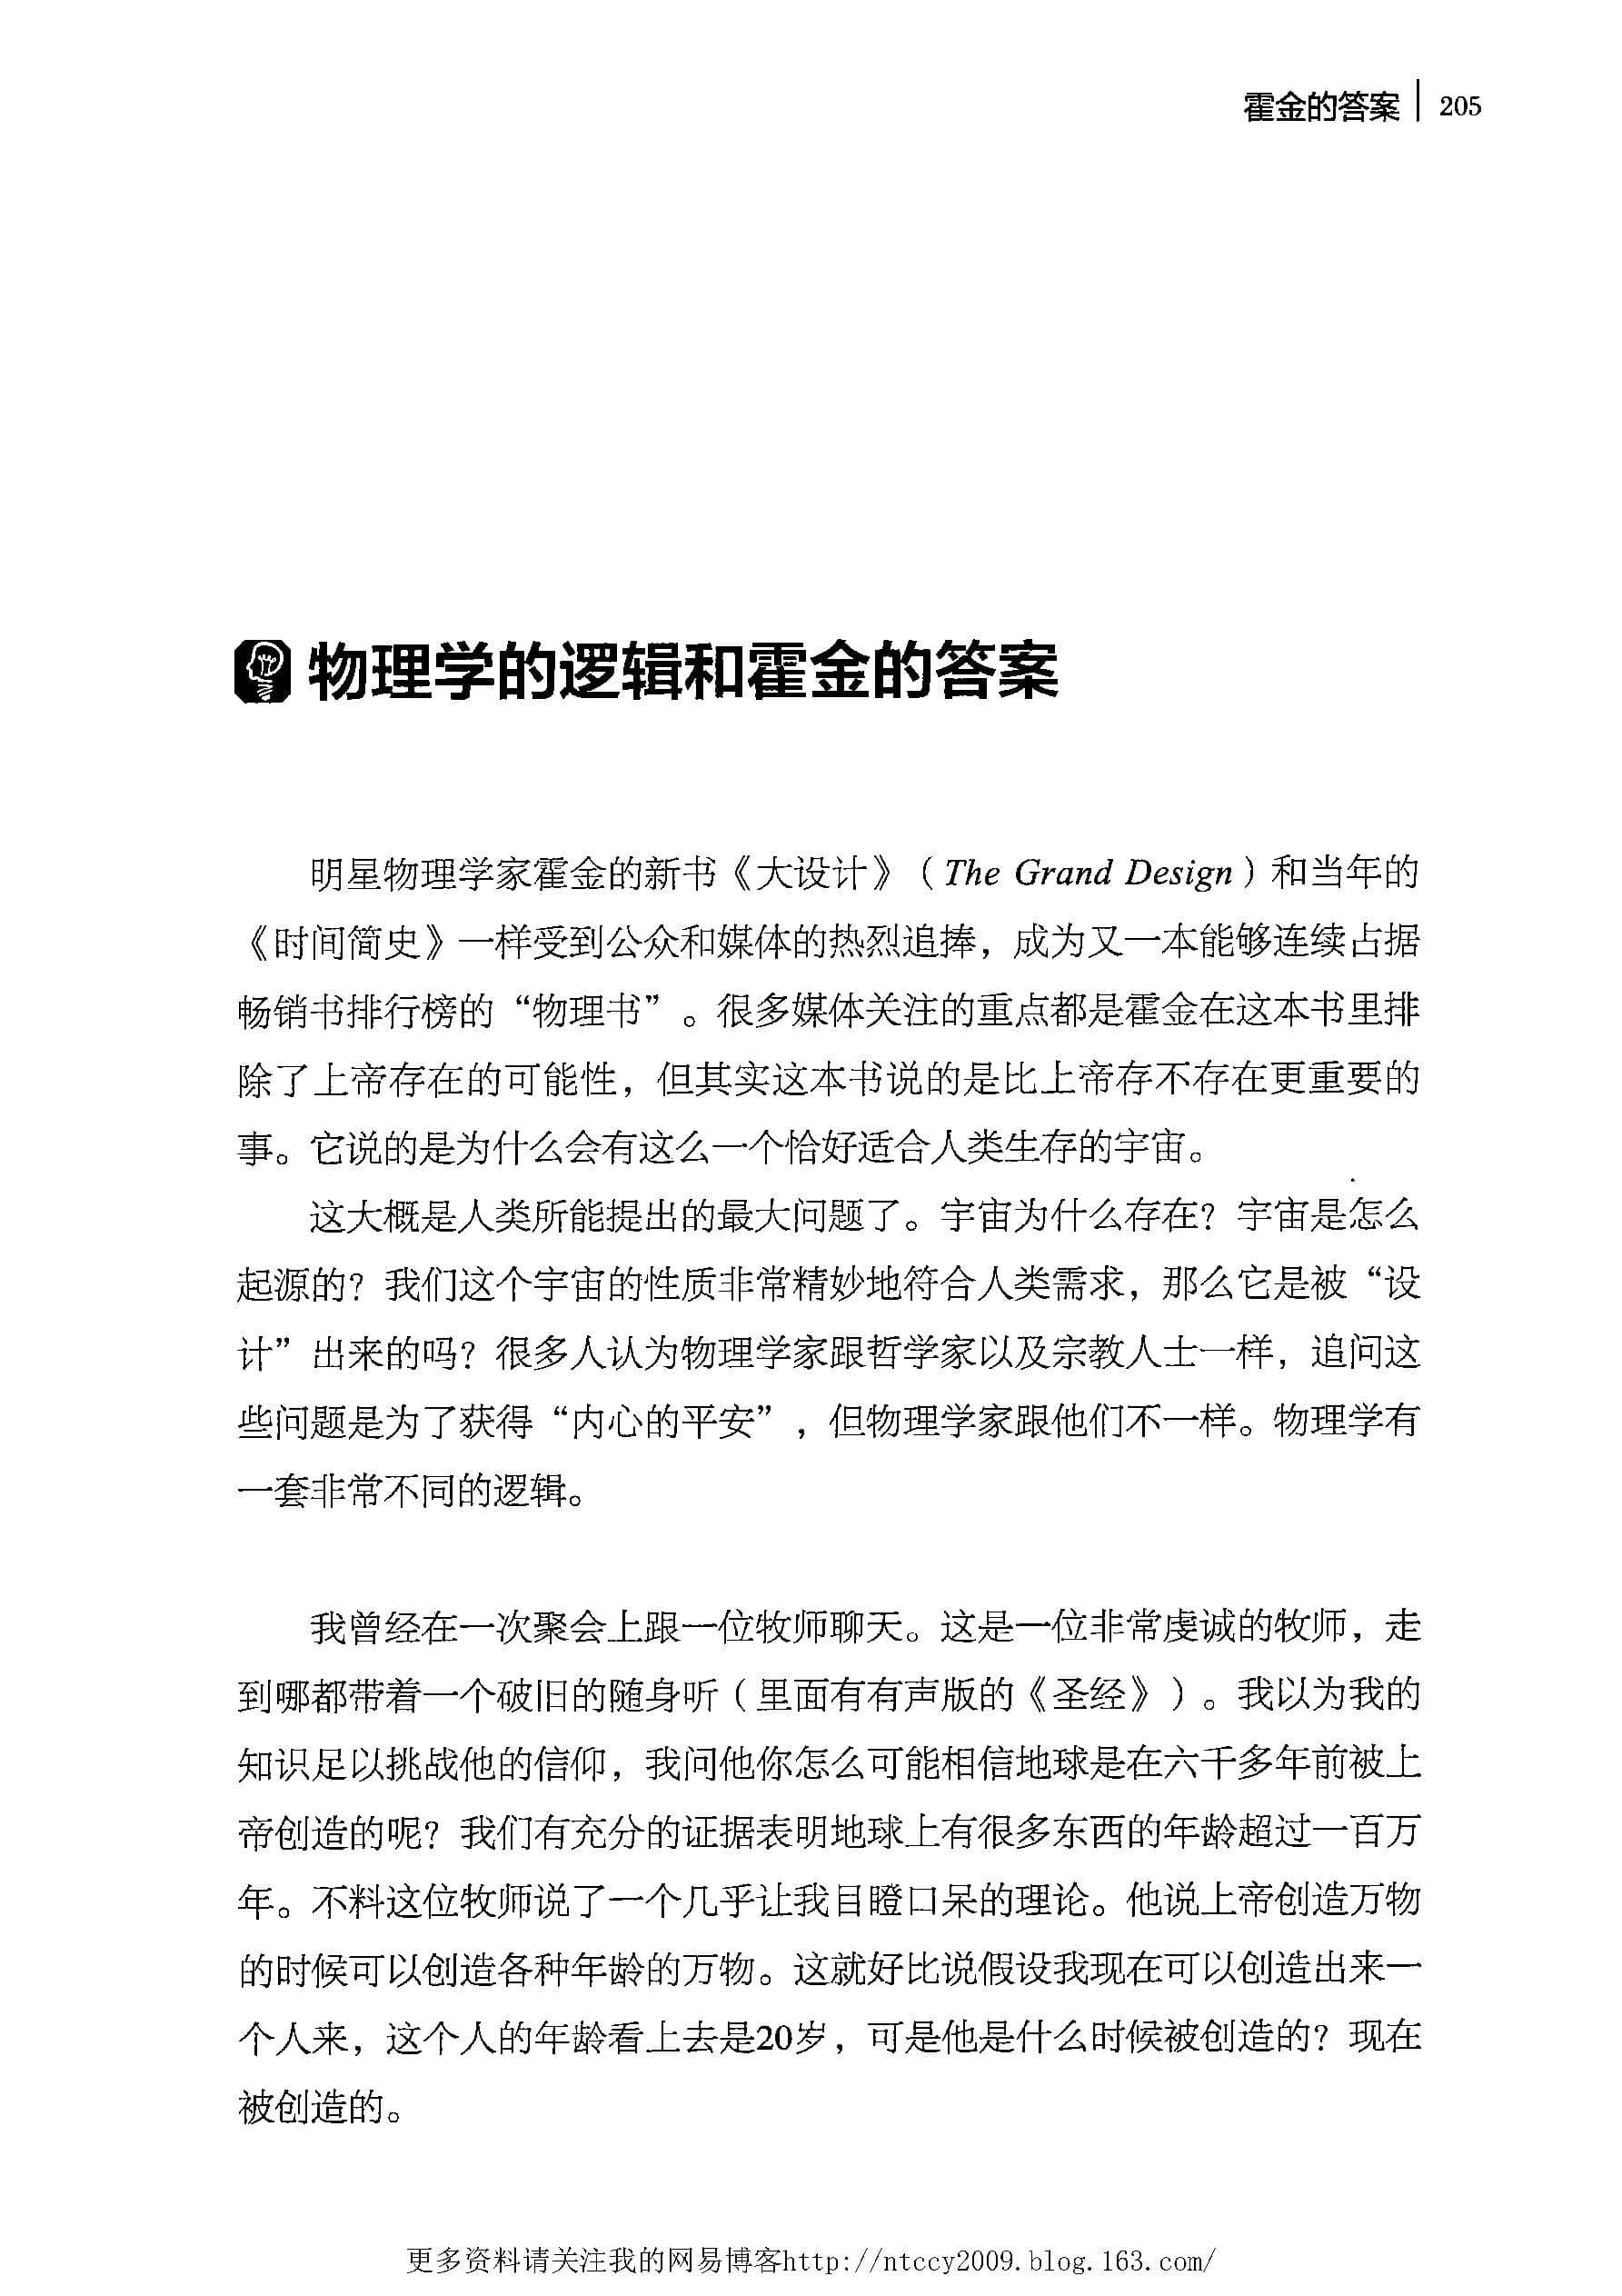 霍金的答案 205
物理学的逻辑和霍金的答案
明星物理学家霍金的新书《大设计》（The Grand Design）和当年的
《时间简史》一样受到公众和媒体的热烈追捧，成为又一本能够连续占据
畅销书排行榜的“物理书”。很多媒体关注的重点都是霍金在这本书里排
除了上帝存在的可能性，但其实这本书说的是比上帝存不存在更重要的
事。它说的是为什么会有这么一个恰好适合人类生存的宇宙。
这大概是人类所能提出的最大问题了。宇宙为什么存在？宇宙是怎么
起源的？我们这个宇宙的性质非常精妙地符合人类需求，那么它是被“设
计”出来的吗？很多人认为物理学家跟哲学家以及宗教人士一样，追问这
些问题是为了获得“内心的平安”，但物理学家跟他们不一样。物理学有
一套非常不同的逻辑。
我曾经在一次聚会上跟一位牧师聊天。这是一位非常虔诚的牧师，走
到哪都带着一个破旧的随身听（里面有有声版的《圣经》）。我以为我的
知识足以挑战他的信仰，我问他你怎么可能相信地球是在六千多年前被上
帝创造的呢？我们有充分的证据表明地球上有很多东西的年龄超过一百万
年。不料这位牧师说了一个几乎让我目瞪口呆的理论。他说上帝创造万物
的时候可以创造各种年龄的万物。这就好比说假设我现在可以创造出来一
个人来，这个人的年龄看上去是20岁，可是他是什么时候被创造的？现在
被创造的。
更多资料请关注我的网易博客http://ntccy2009.blog.163.com/